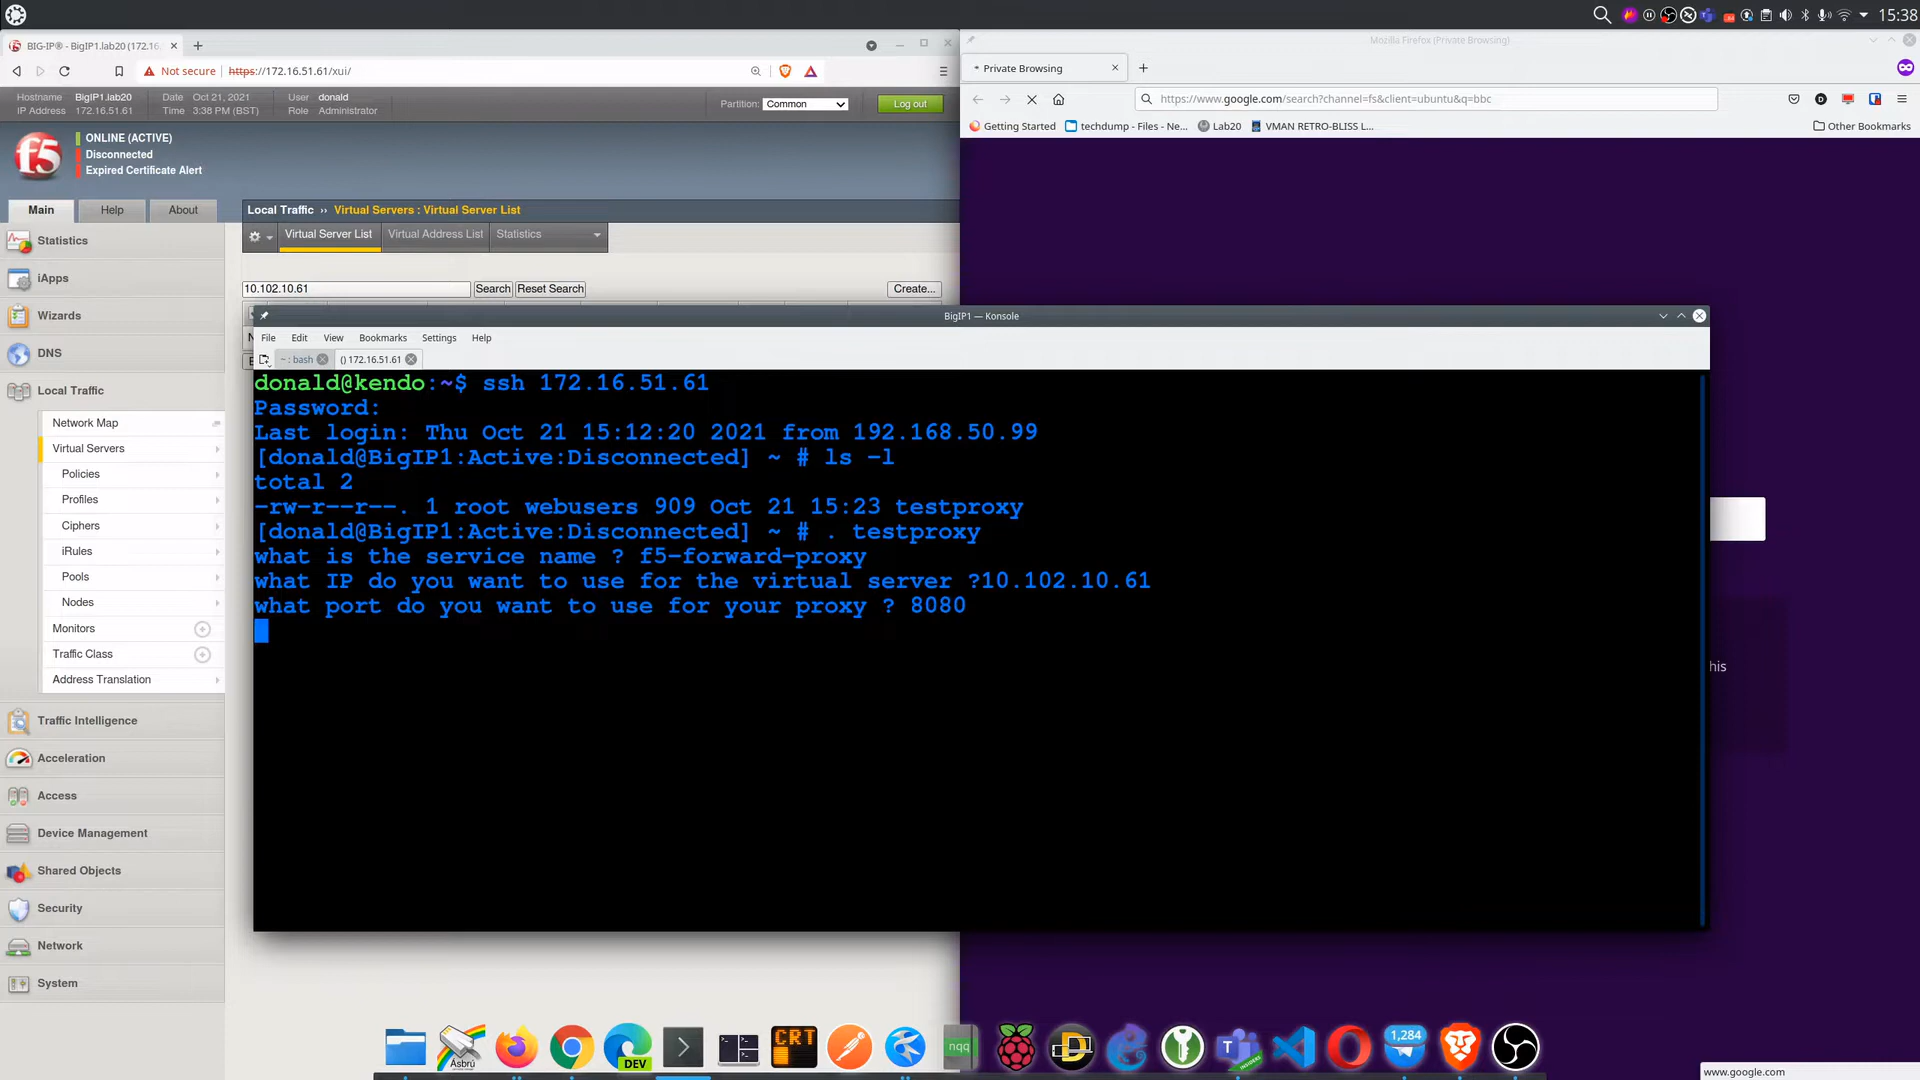 15:38
BIG-IP® - BigIP1.lab20 (172.16.
Not secure https://172.16.51.61/xui/
Hostname BigIP1.lab20 Date Oct 21, 2021 User donald
IP Address 172.16.51.61 Time 3:38 PM (BST) Role Administrator
Partition: Common Log out
f5
ONLINE (ACTIVE)
Disconnected
Expired Certificate Alert
Main Help About
Local Traffic ›› Virtual Servers : Virtual Server List
Virtual Server List Virtual Address List Statistics
10.102.10.61 Search Reset Search Create...
Statistics
iApps
Wizards
DNS
Local Traffic
Network Map
Virtual Servers
Policies
Profiles
Ciphers
iRules
Pools
Nodes
Monitors
Traffic Class
Address Translation
Traffic Intelligence
Acceleration
Access
Device Management
Shared Objects
Security
Network
System
Mozilla Firefox (Private Browsing)
Private Browsing
https://www.google.com/search?channel=fs&client=ubuntu&q=bbc
Getting Started techdump - Files - Ne... Lab20 VMAN RETRO-BLISS L... Other Bookmarks
his
BigIP1 — Konsole
File Edit View Bookmarks Settings Help
~ : bash () 172.16.51.61
donald@kendo:~$ ssh 172.16.51.61
Password:
Last login: Thu Oct 21 15:12:20 2021 from 192.168.50.99
[donald@BigIP1:Active:Disconnected] ~ # ls -l
total 2
-rw-r--r--. 1 root webusers 909 Oct 21 15:23 testproxy
[donald@BigIP1:Active:Disconnected] ~ # . testproxy
what is the service name ? f5-forward-proxy
what IP do you want to use for the virtual server ?10.102.10.61
what port do you want to use for your proxy ? 8080
Asbru DEV CRT nqq INSIDERS 1,284
www.google.com